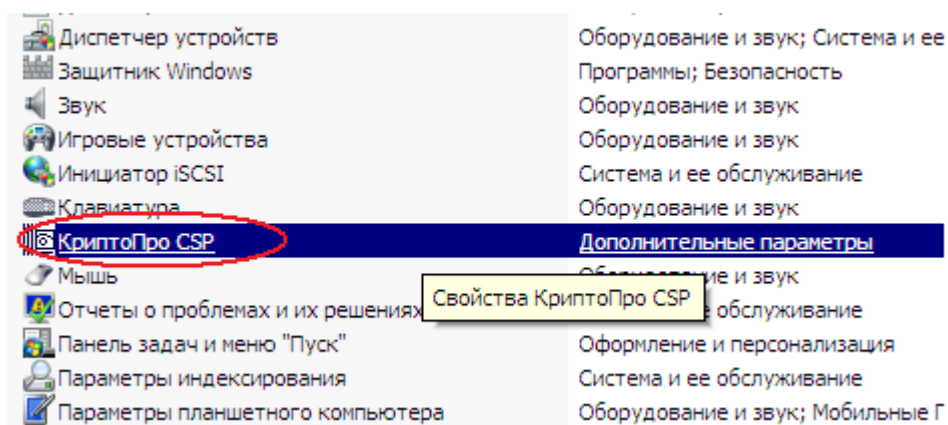 Диспетчер устройств Оборудование и звук; Система и ее
Защитник Windows Программы; Безопасность
Звук Оборудование и звук
Игровые устройства Оборудование и звук
Инициатор iSCSI Система и ее обслуживание
Клавиатура Оборудование и звук
КриптоПро CSP Дополнительные параметры
Мышь Оборудование и звук
Свойства КриптоПро CSP
Отчеты о проблемах и их решениях обслуживание
Панель задач и меню "Пуск" Оформление и персонализация
Параметры индексирования Система и ее обслуживание
Параметры планшетного компьютера Оборудование и звук; Мобильные П